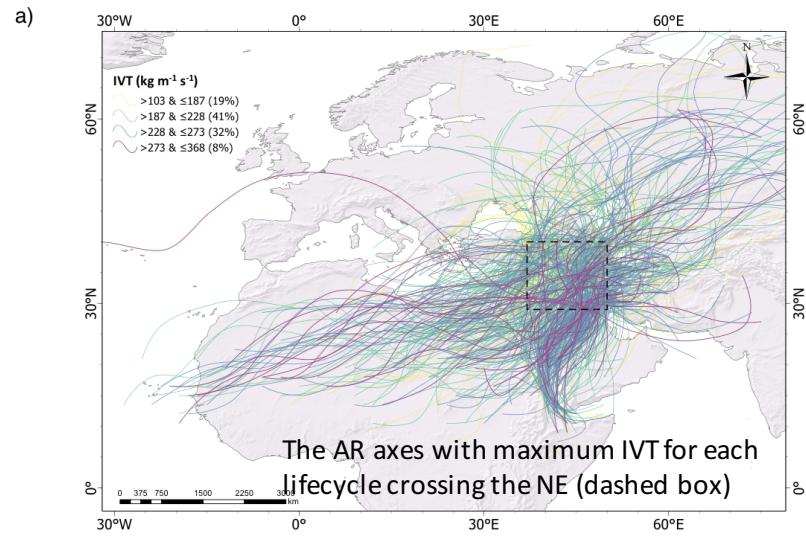 a)
30°W 0° 30°E 60°E
N
IVT (kg m⁻¹ s⁻¹)
>103 & ≤187 (19%)
>187 & ≤228 (41%)
>228 & ≤273 (32%)
>273 & ≤368 (8%)
60°N 60°N
30°N 30°N
The AR axes with maximum IVT for each
lifecycle crossing the NE (dashed box)
0 375 750 1500 2250 3000
km
0° 0°
30°W 0° 30°E 60°E